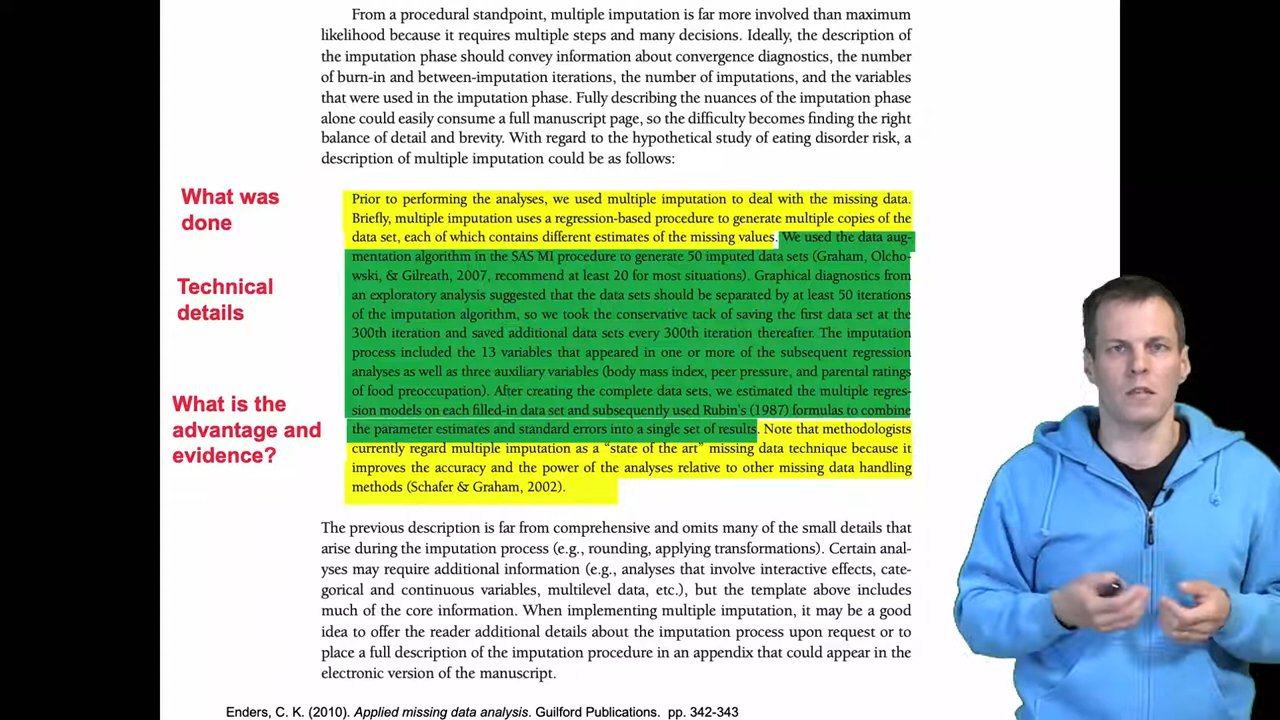 From a procedural standpoint, multiple imputation is far more involved than maximum
likelihood because it requires multiple steps and many decisions. Ideally, the description of
the imputation phase should convey information about convergence diagnostics, the number
of burn-in and between-imputation iterations, the number of imputations, and the variables
that were used in the imputation phase. Fully describing the nuances of the imputation phase
alone could easily consume a full manuscript page, so the difficulty becomes finding the right
balance of detail and brevity. With regard to the hypothetical study of eating disorder risk, a
description of multiple imputation could be as follows:
What was
done
Prior to performing the analyses, we used multiple imputation to deal with the missing data.
Briefly, multiple imputation uses a regression-based procedure to generate multiple copies of the
data set, each of which contains different estimates of the missing values. We used the data aug-
mentation algorithm in the SAS MI procedure to generate 50 imputed data sets (Graham, Olcho-
wski, & Gilreath, 2007, recommend at least 20 for most situations). Graphical diagnostics from
an exploratory analysis suggested that the data sets should be separated by at least 50 iterations
of the imputation algorithm, so we took the conservative tack of saving the first data set at the
300th iteration and saved additional data sets every 300th iteration thereafter. The imputation
process included the 13 variables that appeared in one or more of the subsequent regression
analyses as well as three auxiliary variables (body mass index, peer pressure, and parental ratings
of food preoccupation). After creating the complete data sets, we estimated the multiple regres-
sion models on each filled-in data set and subsequently used Rubin's (1987) formulas to combine
the parameter estimates and standard errors into a single set of results. Note that methodologists
currently regard multiple imputation as a “state of the art” missing data technique because it
improves the accuracy and the power of the analyses relative to other missing data handling
methods (Schafer & Graham, 2002).
Technical
details
What is the
advantage and
evidence?
The previous description is far from comprehensive and omits many of the small details that
arise during the imputation process (e.g., rounding, applying transformations). Certain anal-
yses may require additional information (e.g., analyses that involve interactive effects, cate-
gorical and continuous variables, multilevel data, etc.), but the template above includes
much of the core information. When implementing multiple imputation, it may be a good
idea to offer the reader additional details about the imputation process upon request or to
place a full description of the imputation procedure in an appendix that could appear in the
electronic version of the manuscript.
Enders, C. K. (2010). Applied missing data analysis. Guilford Publications. pp. 342-343